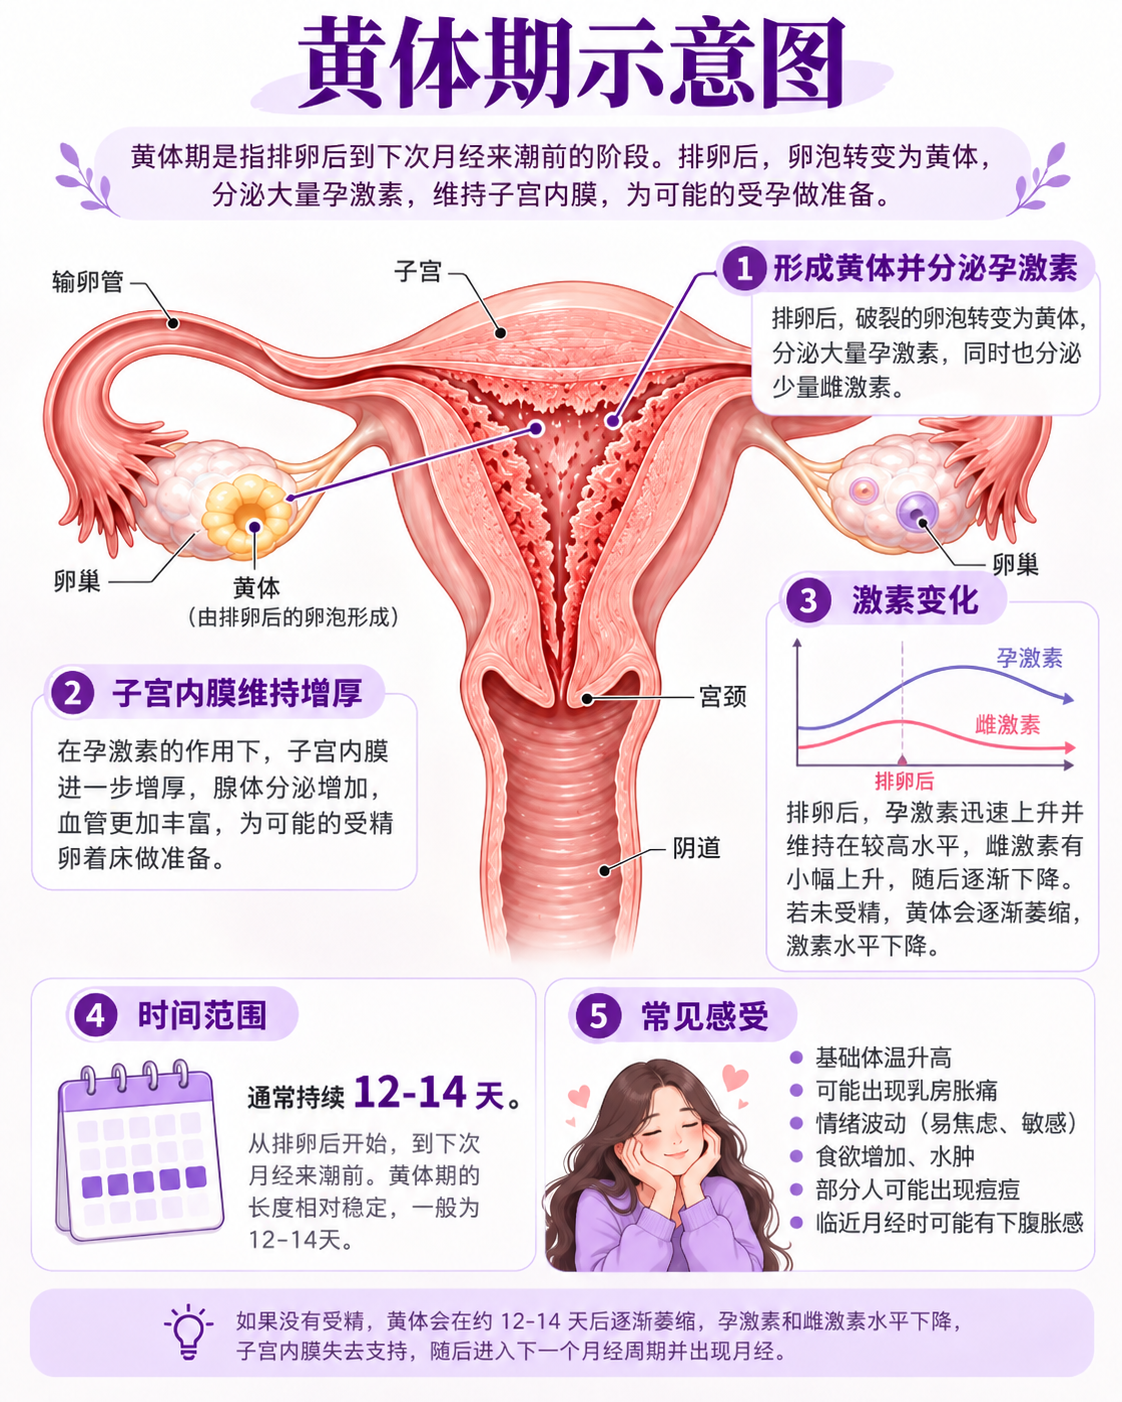 黄体期示意图
黄体期是指排卵后到下次月经来潮前的阶段。排卵后，卵泡转变为黄体，
分泌大量孕激素，维持子宫内膜，为可能的受孕做准备。
输卵管
子宫
1 形成黄体并分泌孕激素
排卵后，破裂的卵泡转变为黄体，
分泌大量孕激素，同时也分泌
少量雌激素。
卵巢
黄体
（由排卵后的卵泡形成）
卵巢
2 子宫内膜维持增厚
在孕激素的作用下，子宫内膜
进一步增厚，腺体分泌增加，
血管更加丰富，为可能的受精
卵着床做准备。
宫颈
阴道
3 激素变化
孕激素
雌激素
排卵后
排卵后，孕激素迅速上升并
维持在较高水平，雌激素有
小幅上升，随后逐渐下降。
若未受精，黄体会逐渐萎缩，
激素水平下降。
4 时间范围
通常持续 12-14 天。
从排卵后开始，到下次
月经来潮前。黄体期的
长度相对稳定，一般为
12-14天。
5 常见感受
基础体温升高
可能出现乳房胀痛
情绪波动（易焦虑、敏感）
食欲增加、水肿
部分人可能出现痘痘
临近月经时可能有下腹胀感
如果没有受精，黄体会在约 12-14 天后逐渐萎缩，孕激素和雌激素水平下降，
子宫内膜失去支持，随后进入下一个月经周期并出现月经。